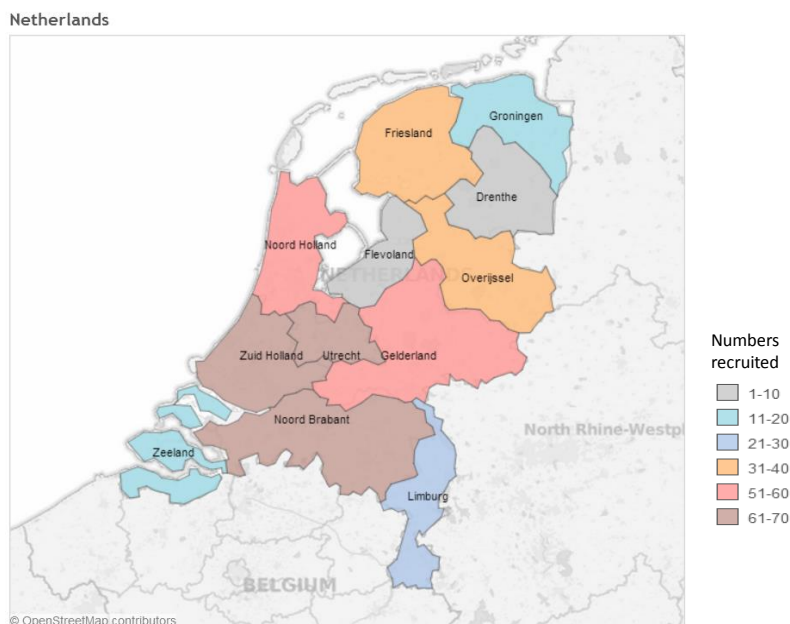 Netherlands
Groningen
Friesland
Drenthe
Noord Holland
Flevoland
NETHERLANDS
Overijssel
Zuid Holland
Utrecht
Gelderland
Noord Brabant
North Rhine-Westpl
Zeeland
Limburg
BELGIUM
© OpenStreetMap contributors
Numbers
recruited
1-10
11-20
21-30
31-40
51-60
61-70